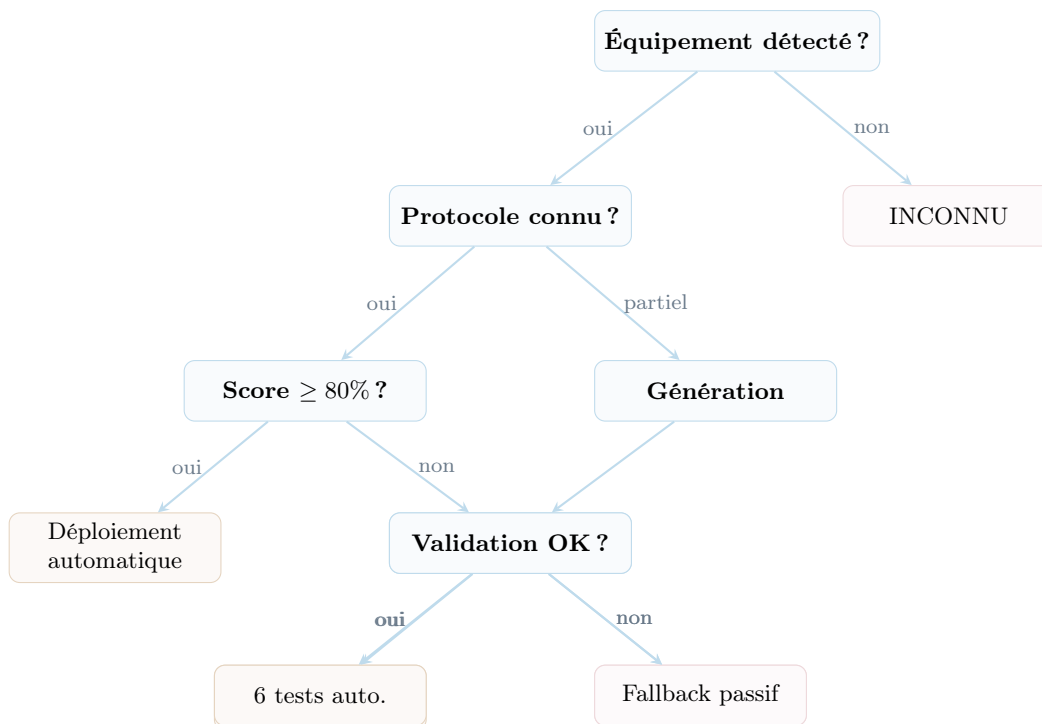 Équipement détecté ?
oui
non
Protocole connu ?
INCONNU
oui
partiel
Score ≥ 80% ?
Génération
oui
non
Déploiement
automatique
Validation OK ?
oui
non
6 tests auto.
Fallback passif